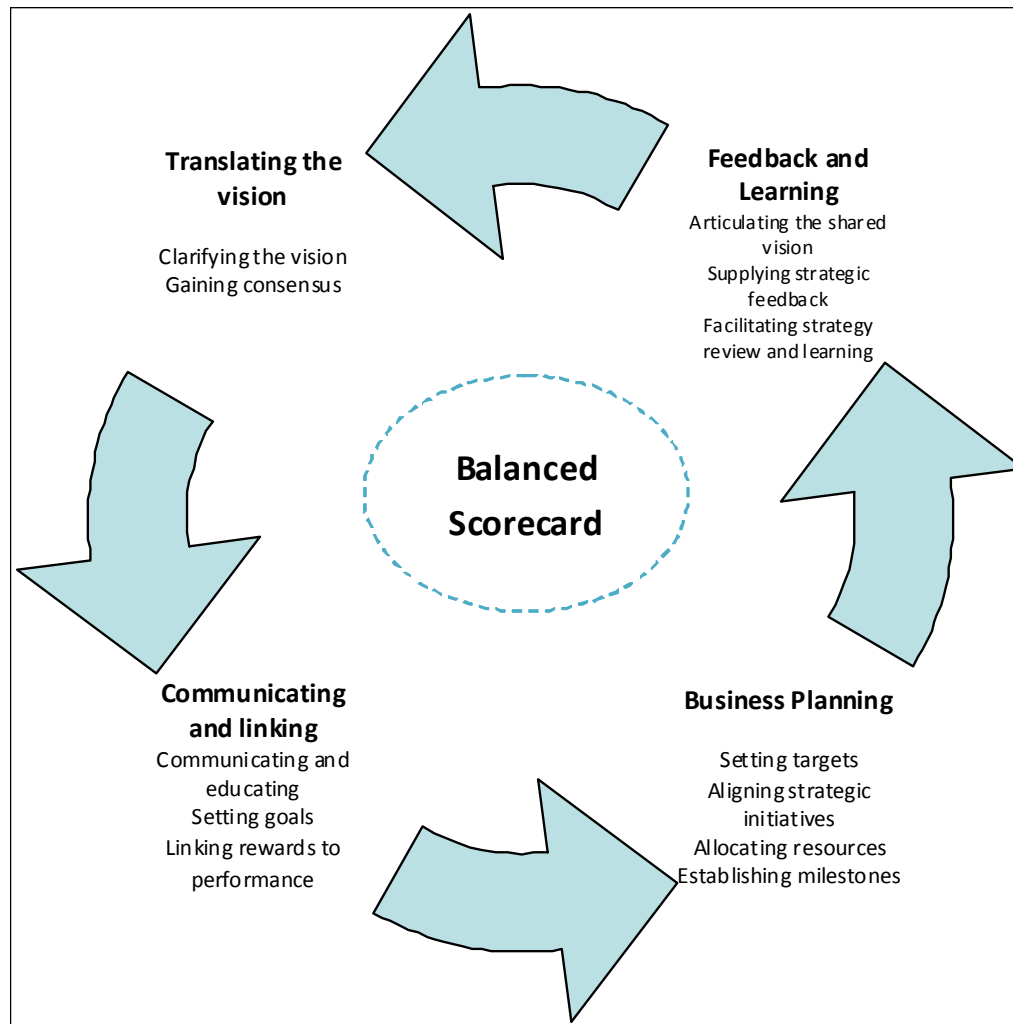 Translating the
vision
Clarifying the vision
Gaining consensus
Feedback and
Learning
Articulating the shared
vision
Supplying strategic
feedback
Facilitating strategy
review and learning
Balanced
Scorecard
Communicating
and linking
Communicating and
educating
Setting goals
Linking rewards to
performance
Business Planning
Setting targets
Aligning strategic
initiatives
Allocating resources
Establishing milestones